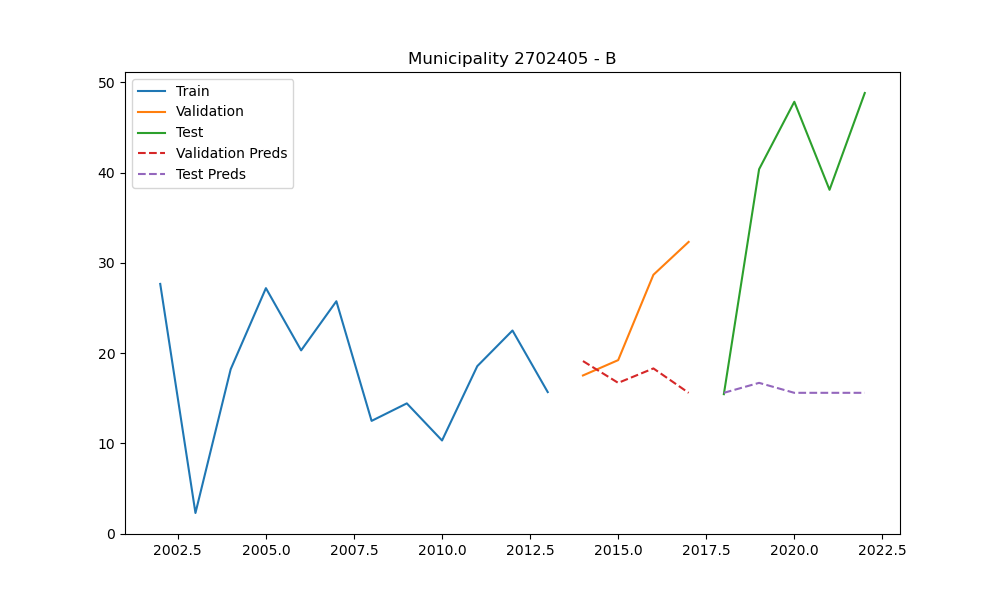 Municipality 2702405 - B
50
40
30
20
10
0
Train
Validation
Test
Validation Preds
Test Preds
2002.5 2005.0 2007.5 2010.0 2012.5 2015.0 2017.5 2020.0 2022.5